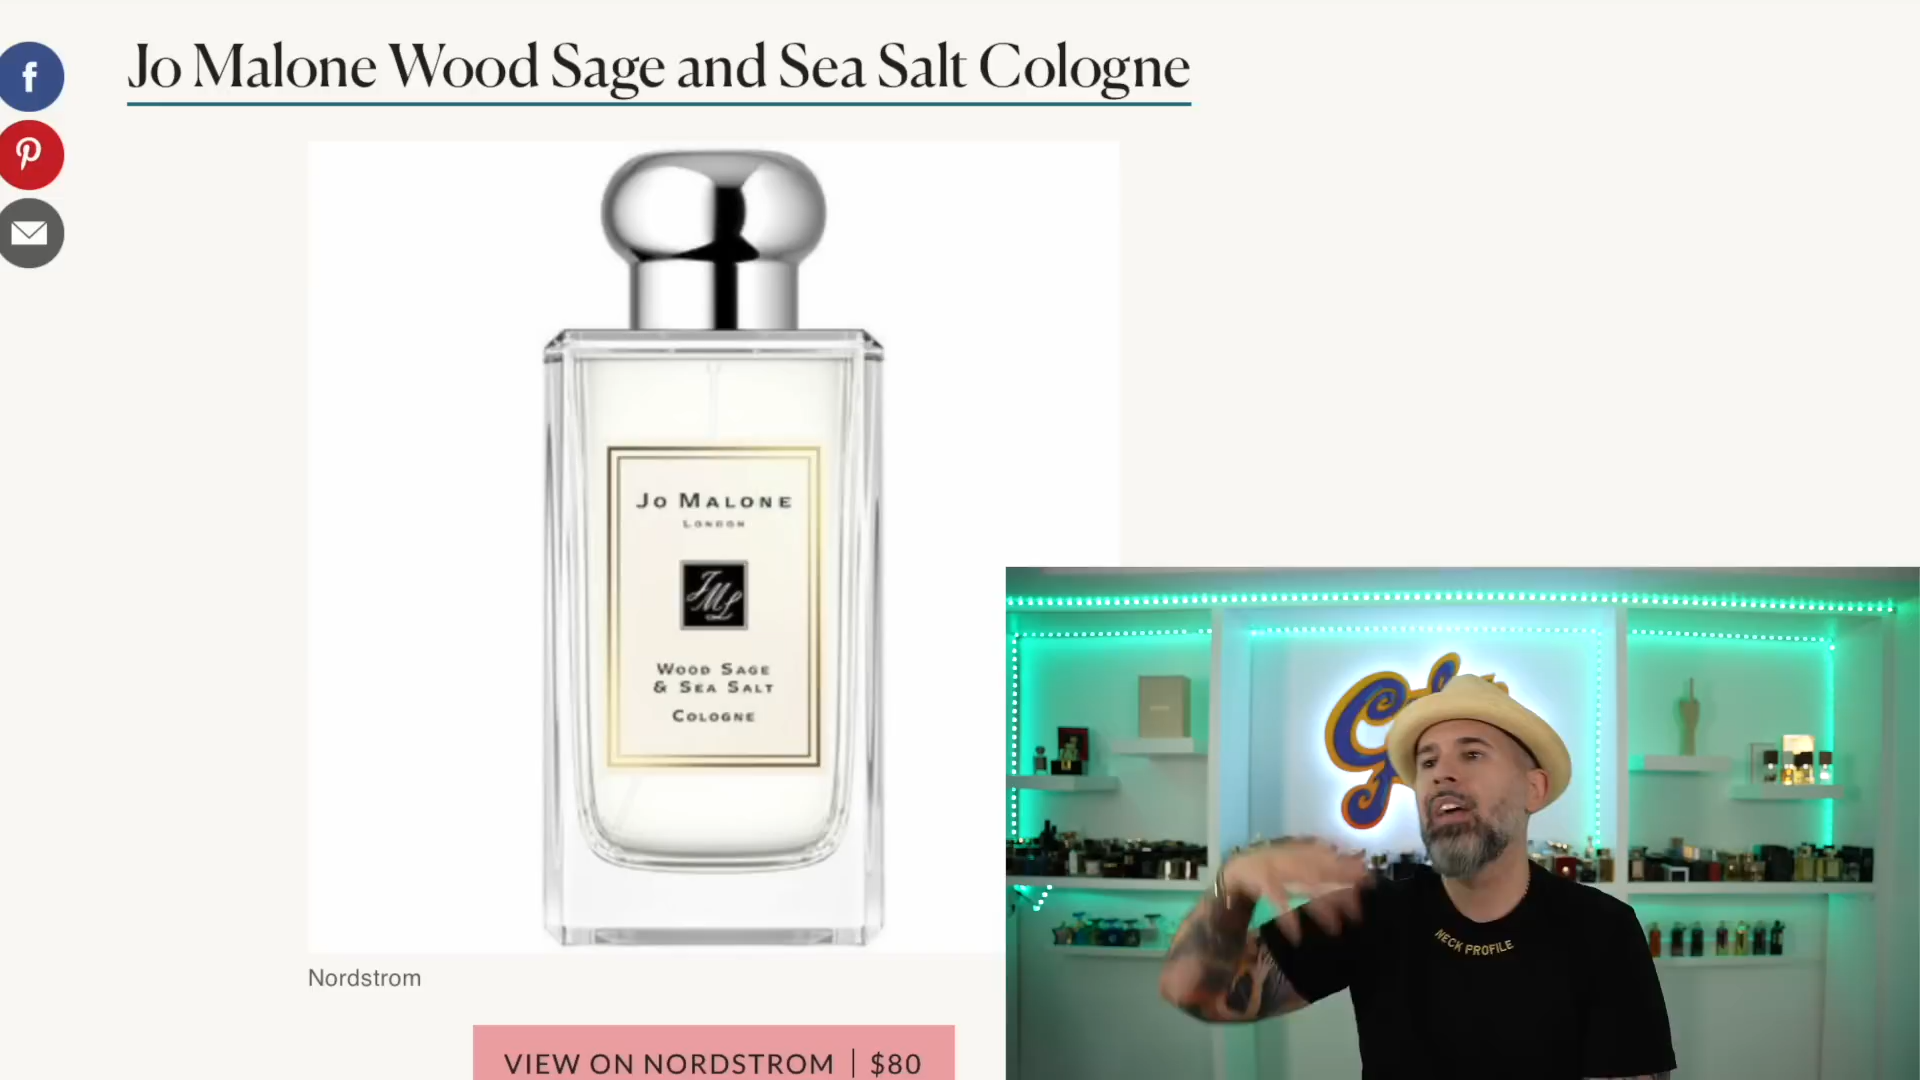 Jo Malone Wood Sage and Sea Salt Cologne
JO MALONE
LONDON
JML
WOOD SAGE
& SEA SALT
COLOGNE
Nordstrom
VIEW ON NORDSTROM | $80
NECK PROFILE